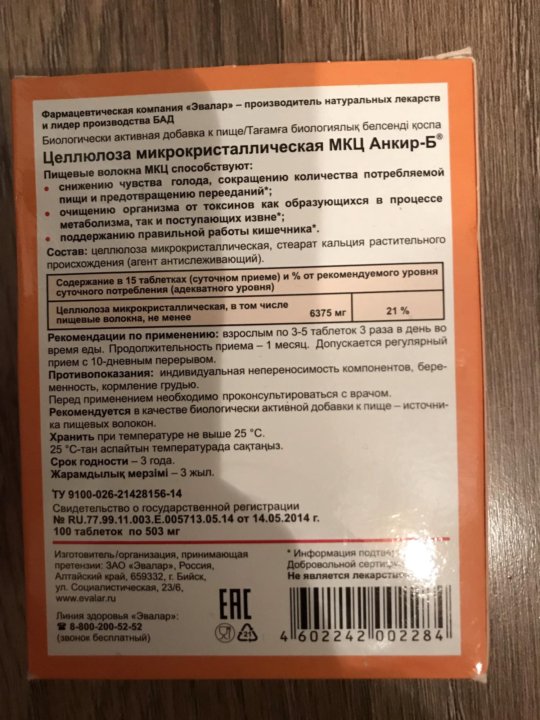 Фармацевтическая компания «Эвалар» – производитель натуральных лекарств
и лидер производства БАД
Биологически активная добавка к пище/Тағамға биологиялық белсенді қоспа
Целлюлоза микрокристаллическая МКЦ Анкир-Б®
Пищевые волокна МКЦ способствуют:
• снижению чувства голода, сокращению количества потребляемой
пищи и предотвращению перееданий*;
• очищению организма от токсинов как образующихся в процессе
метаболизма, так и поступающих извне*;
• поддержанию правильной работы кишечника*.
Состав: целлюлоза микрокристаллическая, стеарат кальция растительного
происхождения (агент антислеживающий).
Содержание в 15 таблетках (суточном приеме) и % от рекомендуемого уровня
суточного потребления (адекватного уровня)
Целлюлоза микрокристаллическая, в том числе
пищевые волокна, не менее 6375 мг 21 %
Рекомендации по применению: взрослым по 3-5 таблеток 3 раза в день во
время еды. Продолжительность приема – 1 месяц. Допускается регулярный
прием с 10-дневным перерывом.
Противопоказания: индивидуальная непереносимость компонентов, бере-
менность, кормление грудью.
Перед применением необходимо проконсультироваться с врачом.
Рекомендуется в качестве биологически активной добавки к пище – источни-
ка пищевых волокон.
Хранить при температуре не выше 25 °С.
25 °С-тан аспайтын температурада сақтаңыз.
Срок годности – 3 года.
Жарамдылық мерзімі – 3 жыл.
ТУ 9100-026-21428156-14
Свидетельство о государственной регистрации
№ RU.77.99.11.003.Е.005713.05.14 от 14.05.2014 г.
100 таблеток по 503 мг
Изготовитель/организация, принимающая
претензии: ЗАО «Эвалар», Россия,
Алтайский край, 659332, г. Бийск,
ул. Социалистическая, 23/6,
www.evalar.ru
Линия здоровья «Эвалар»:
☎ 8-800-200-52-52
(звонок бесплатный)
EAC
21
* Информация
Добровольной
Не является
4 602242 002284